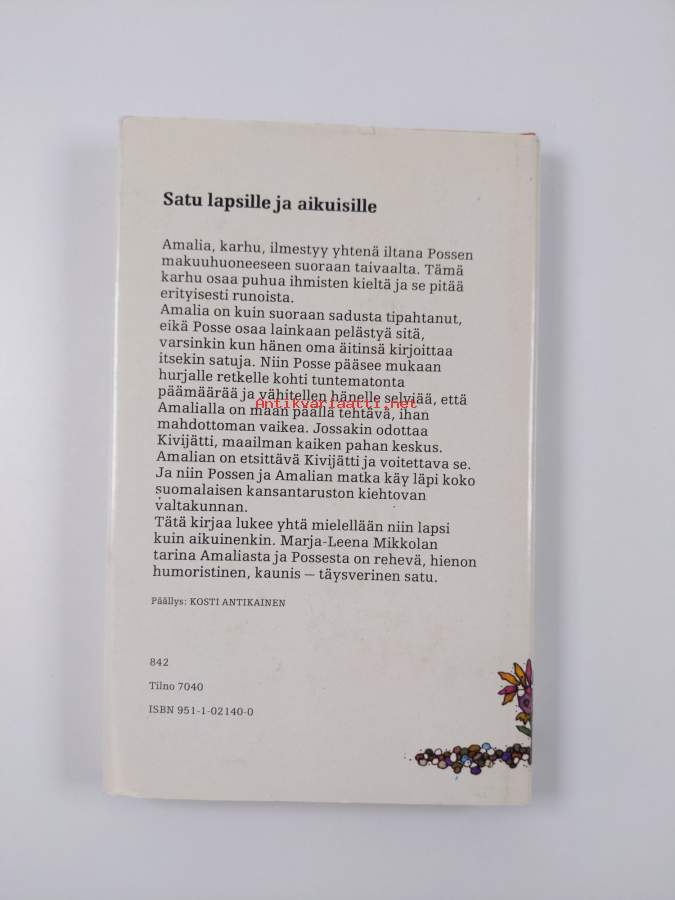 Satu lapsille ja aikuisille
Amalia, karhu, ilmestyy yhtenä iltana Possen
makuuhuoneeseen suoraan taivaalta. Tämä
karhu osaa puhua ihmisten kieltä ja se pitää
erityisesti runoista.
Amalia on kuin suoraan sadusta tipahtanut,
eikä Posse osaa lainkaan pelästyä sitä,
varsinkin kun hänen oma äitinsä kirjoittaa
itsekin satuja. Niin Posse pääsee mukaan
hurjalle retkelle kohti tuntematonta
päämäärää ja vähitellen hänelle selviää, että
Antikvariaatti.net
Amalialla on maan päällä tehtävä, ihan
mahdottoman vaikea. Jossakin odottaa
Kivijätti, maailman kaiken pahan keskus.
Amalian on etsittävä Kivijätti ja voitettava se.
Ja niin Possen ja Amalian matka käy läpi koko
suomalaisen kansantaruston kiehtovan
valtakunnan.
Tätä kirjaa lukee yhtä mielellään niin lapsi
kuin aikuinenkin. Marja-Leena Mikkolan
tarina Amaliasta ja Possesta on rehevä, hienon
humoristinen, kaunis – täysverinen satu.
Päällys: KOSTI ANTIKAINEN
842
Tilno 7040
ISBN 951-1-02140-0